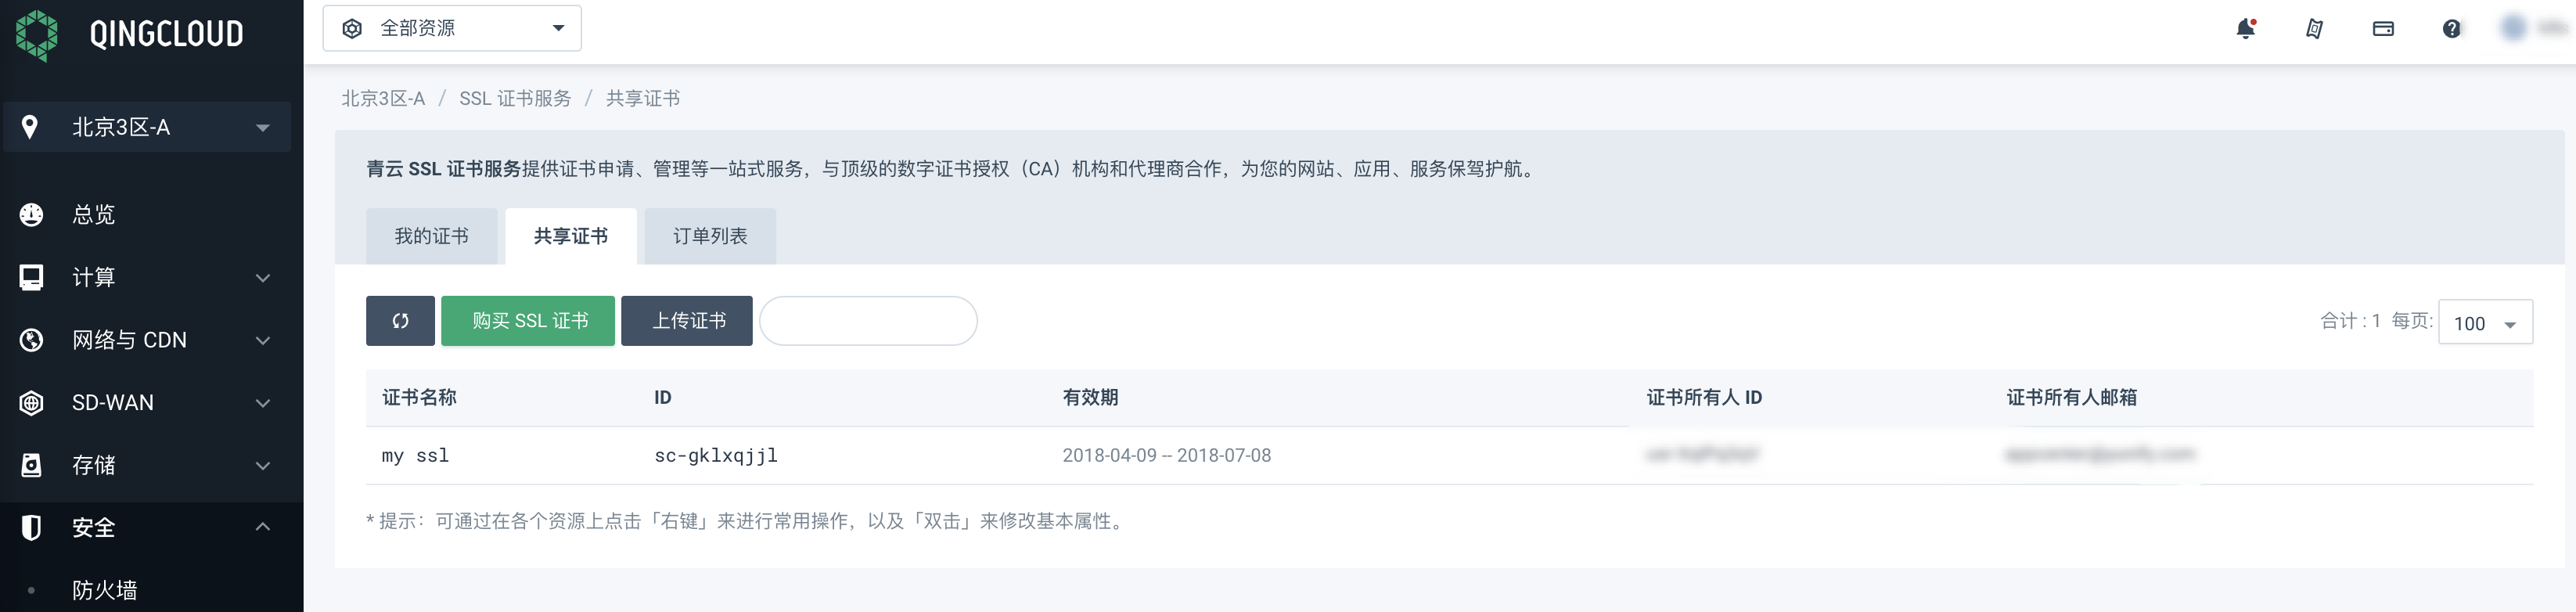 QINGCLOUD
全部资源
北京3区-A
总览
计算
网络与 CDN
SD-WAN
存储
安全
防火墙
北京3区-A / SSL 证书服务 / 共享证书
青云 SSL 证书服务提供证书申请、管理等一站式服务，与顶级的数字证书授权（CA）机构和代理商合作，为您的网站、应用、服务保驾护航。
我的证书 共享证书 订单列表
购买 SSL 证书 上传证书 合计 : 1 每页: 100
证书名称 ID 有效期 证书所有人 ID 证书所有人邮箱
my ssl sc-gklxqjjl 2018-04-09 -- 2018-07-08
* 提示：可通过在各个资源上点击「右键」来进行常用操作，以及「双击」来修改基本属性。